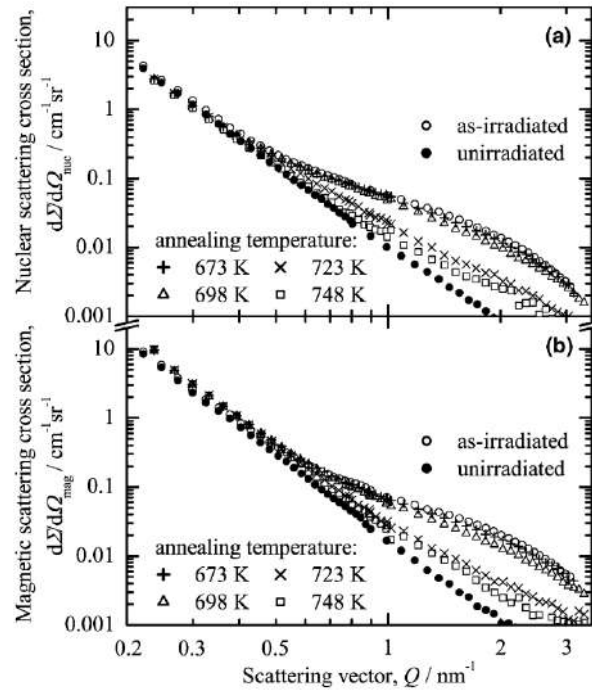 (a)
Nuclear scattering cross section,
dΣ/dΩnuc / cm⁻¹sr⁻¹
10
1
0.1
0.01
0.001
○ as-irradiated
● unirradiated
annealing temperature:
+ 673 K × 723 K
△ 698 K □ 748 K
(b)
Magnetic scattering cross section,
dΣ/dΩmag / cm⁻¹sr⁻¹
10
1
0.1
0.01
0.001
○ as-irradiated
● unirradiated
annealing temperature:
+ 673 K × 723 K
△ 698 K □ 748 K
0.2 0.3 0.5 1 2 3
Scattering vector, Q / nm⁻¹